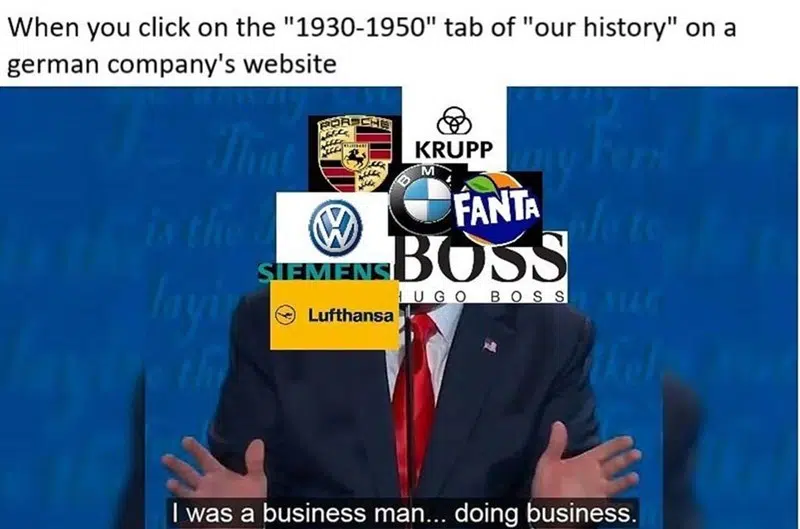 When you click on the "1930-1950" tab of "our history" on a
german company's website
PORSCHE
KRUPP
BMW
FANTA
VW
SIEMENS
BOSS
HUGO BOSS
Lufthansa
I was a business man... doing business.